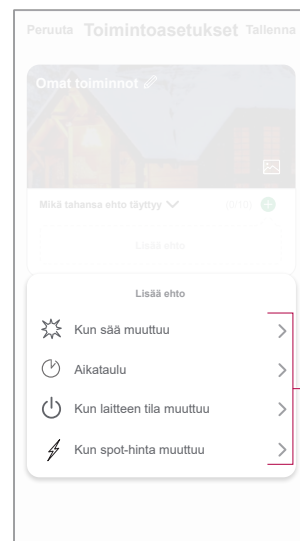 Peruuta Toimintoasetukset Tallenna
Omat toiminnot
Mikä tahansa ehto täyttyy (0/10)
Lisää ehto
Lisää ehto
Kun sää muuttuu
Aikataulu
Kun laitteen tila muuttuu
Kun spot-hinta muuttuu